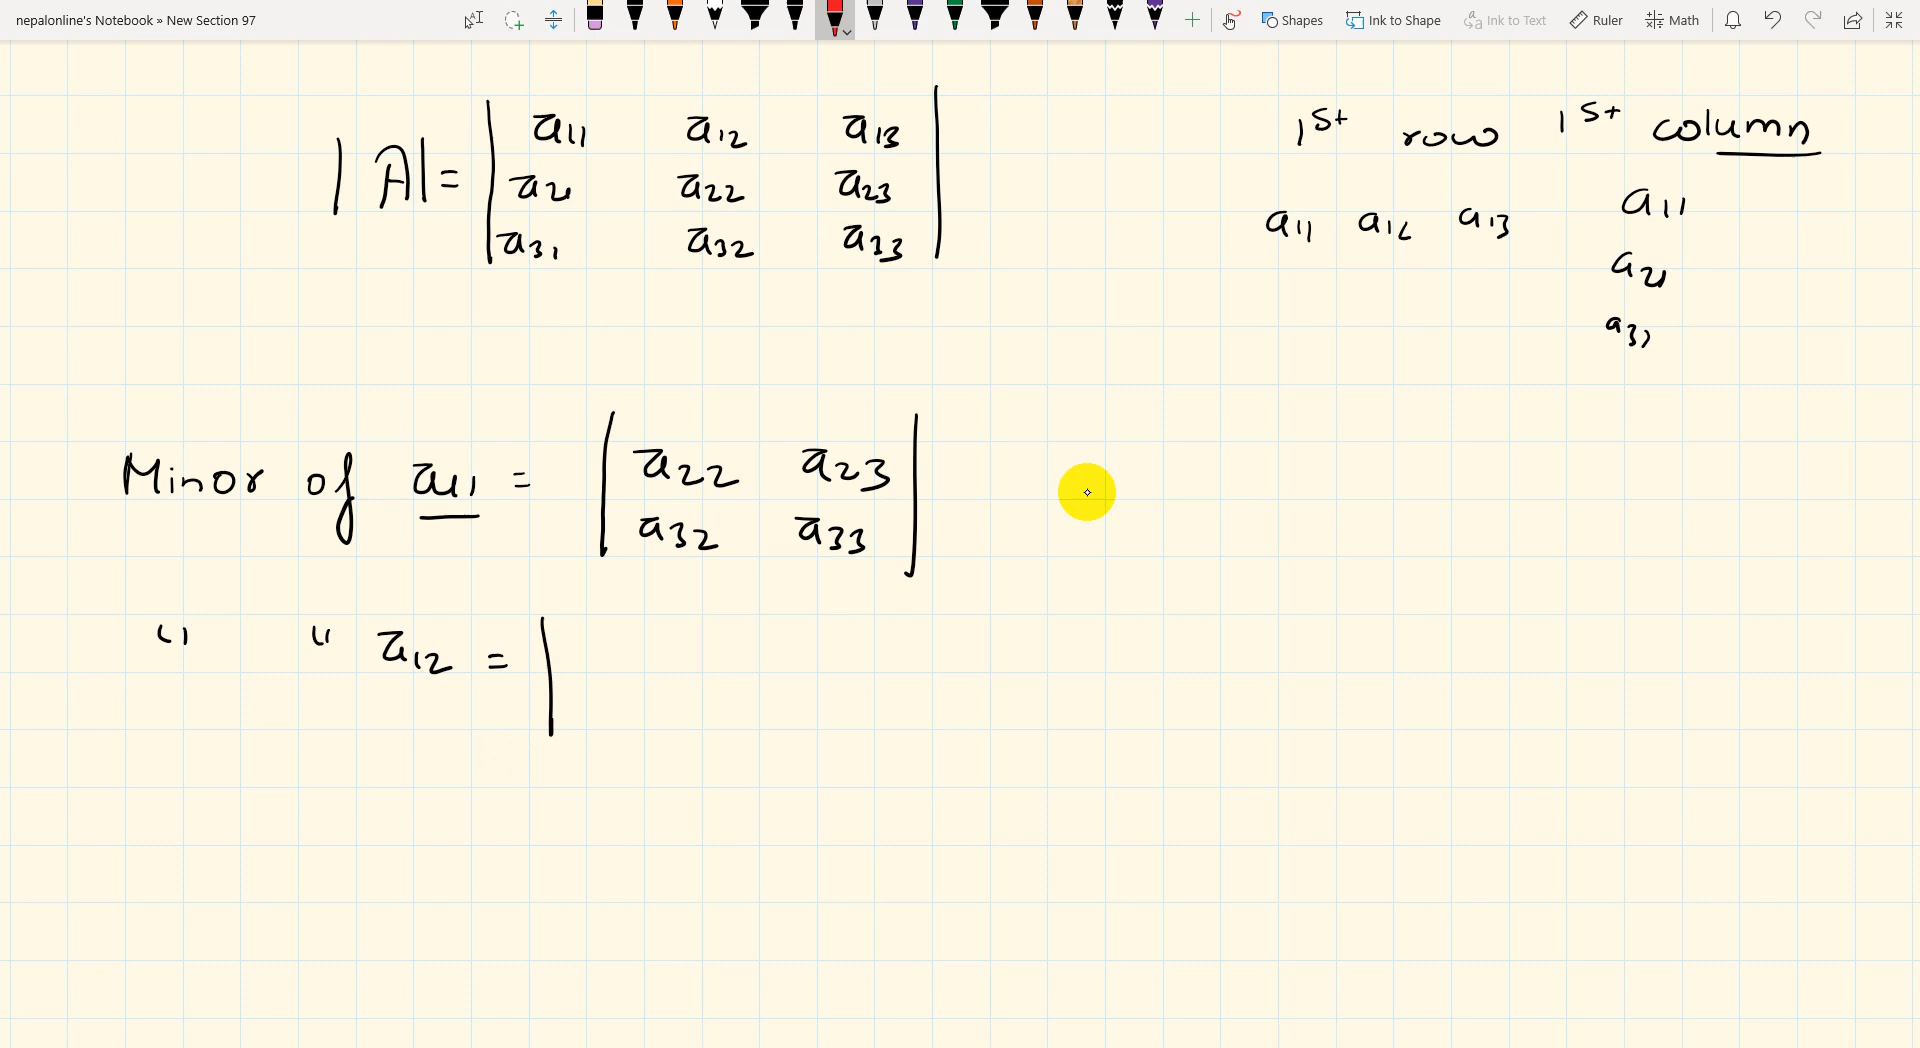 nepalonline's Notebook » New Section 97
Shapes Ink to Shape Ink to Text Ruler Math
1st row 1st column
a11 a12 a13
|A| = a21 a22 a23
a31 a32 a33
a11 a12 a13 a11
a21
a31
Minor of a11 = | a22 a23 |
a32 a33
" " a12 = |